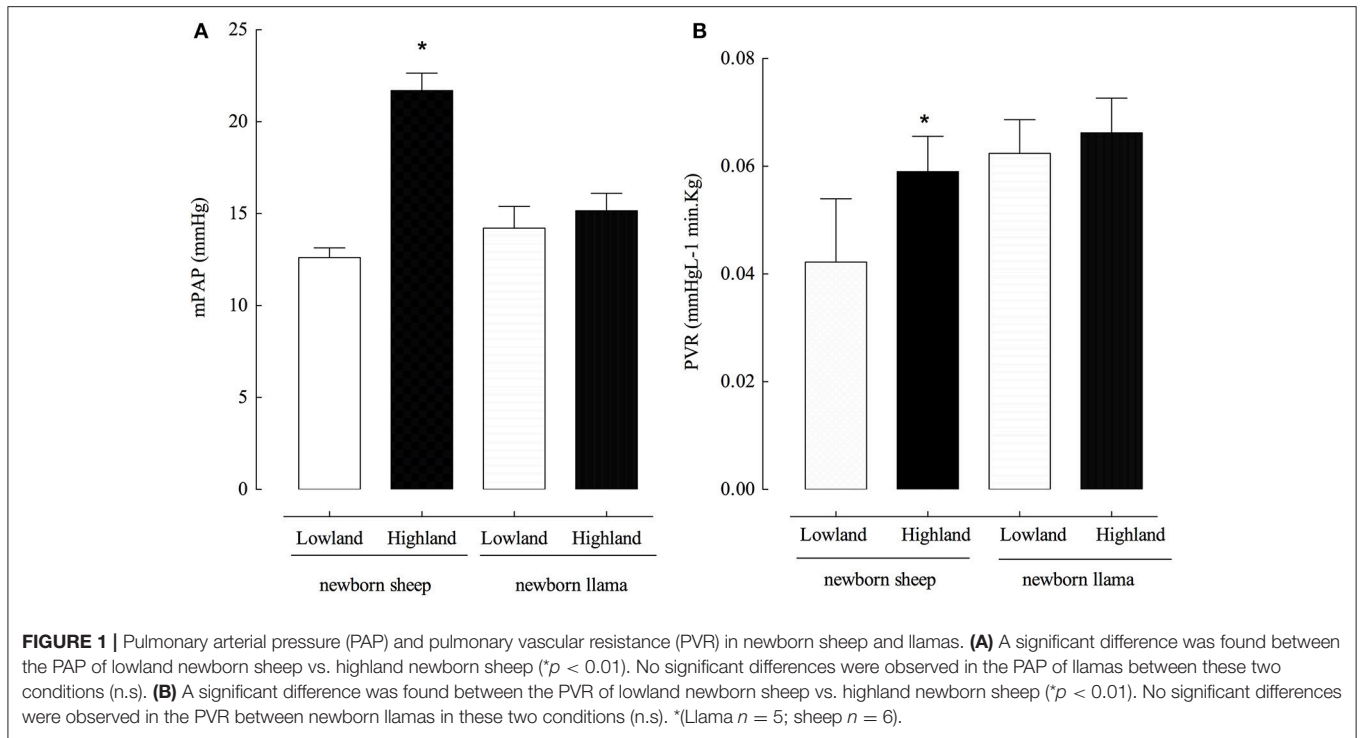 A
25
20
15
10
5
0
mPAP (mmHg)
*
Lowland Highland Lowland Highland
newborn sheep newborn llama
B
0.08
0.06
0.04
0.02
0.00
PVR (mmHgL-1 min.Kg)
*
Lowland Highland Lowland Highland
newborn sheep newborn llama
FIGURE 1 | Pulmonary arterial pressure (PAP) and pulmonary vascular resistance (PVR) in newborn sheep and llamas. (A) A significant difference was found between
the PAP of lowland newborn sheep vs. highland newborn sheep (*p < 0.01). No significant differences were observed in the PAP of llamas between these two
conditions (n.s). (B) A significant difference was found between the PVR of lowland newborn sheep vs. highland newborn sheep (*p < 0.01). No significant differences
were observed in the PVR between newborn llamas in these two conditions (n.s). *(Llama n = 5; sheep n = 6).